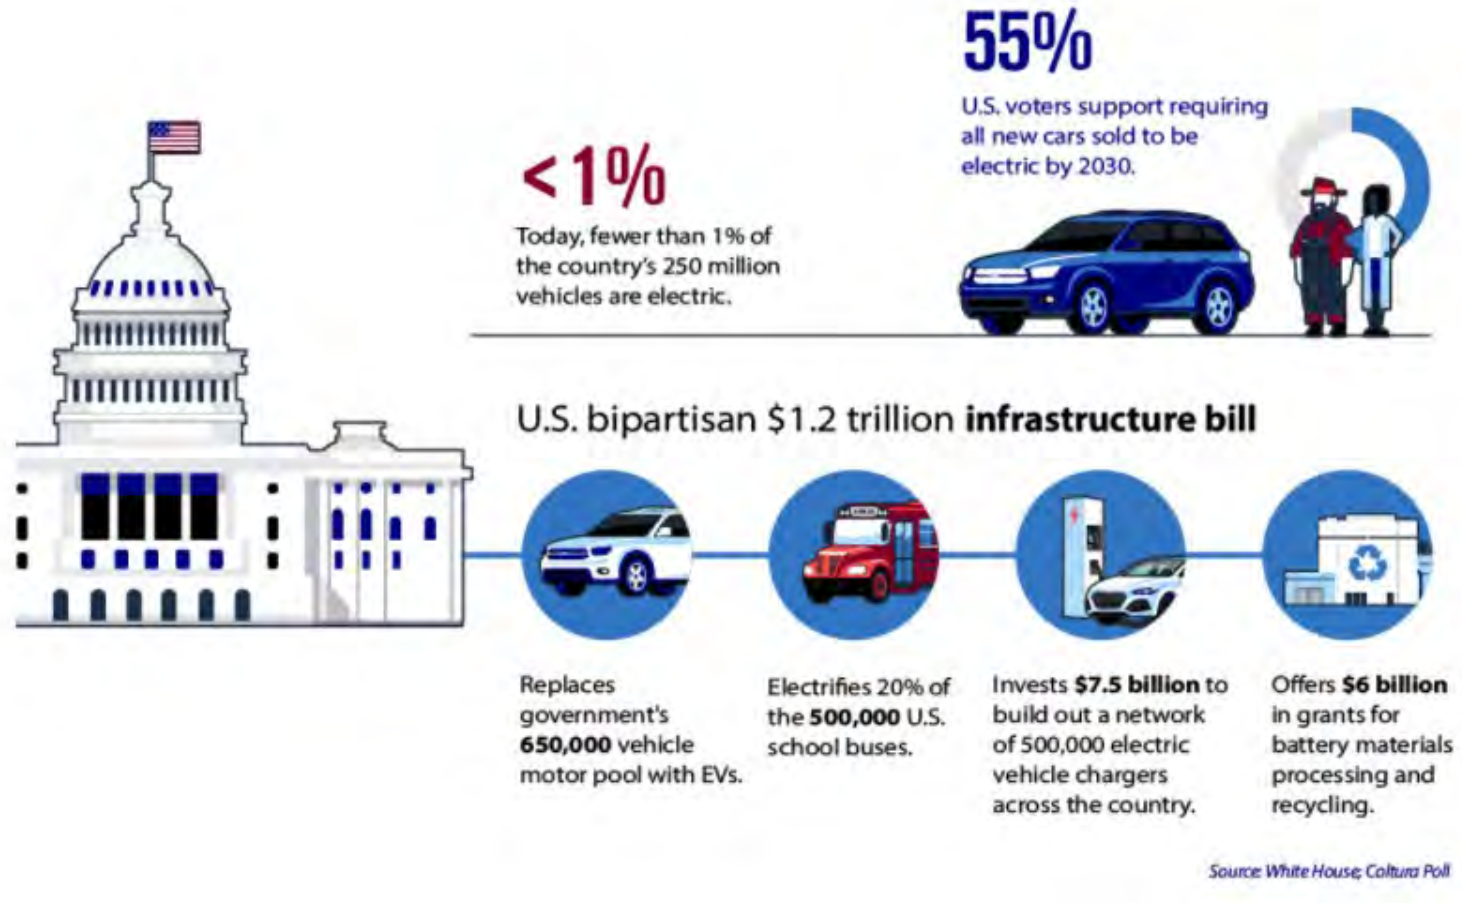 55%
U.S. voters support requiring
all new cars sold to be
electric by 2030.
<1%
Today, fewer than 1% of
the country's 250 million
vehicles are electric.
U.S. bipartisan $1.2 trillion infrastructure bill
Replaces
government's
650,000 vehicle
motor pool with EVs.
Electrifies 20% of
the 500,000 U.S.
school buses.
Invests $7.5 billion to
build out a network
of 500,000 electric
vehicle chargers
across the country.
Offers $6 billion
in grants for
battery materials
processing and
recycling.
Source: White House; Coltura Poll